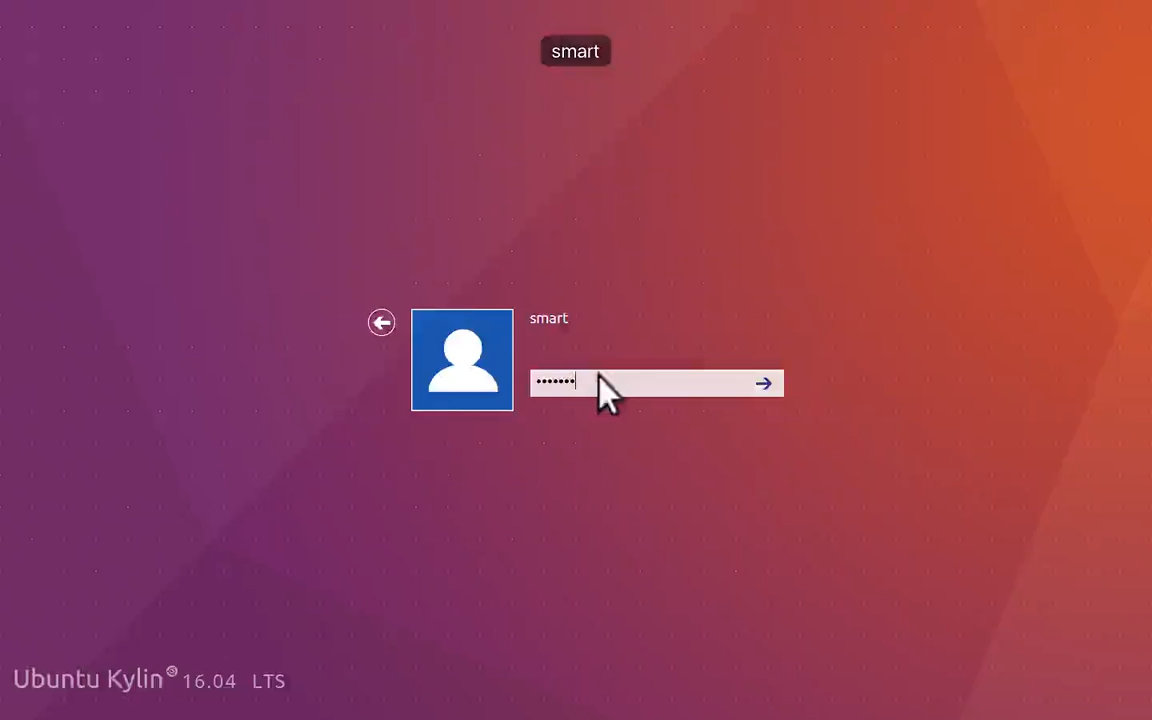 smart
smart
•••••••
Ubuntu Kylin® 16.04 LTS